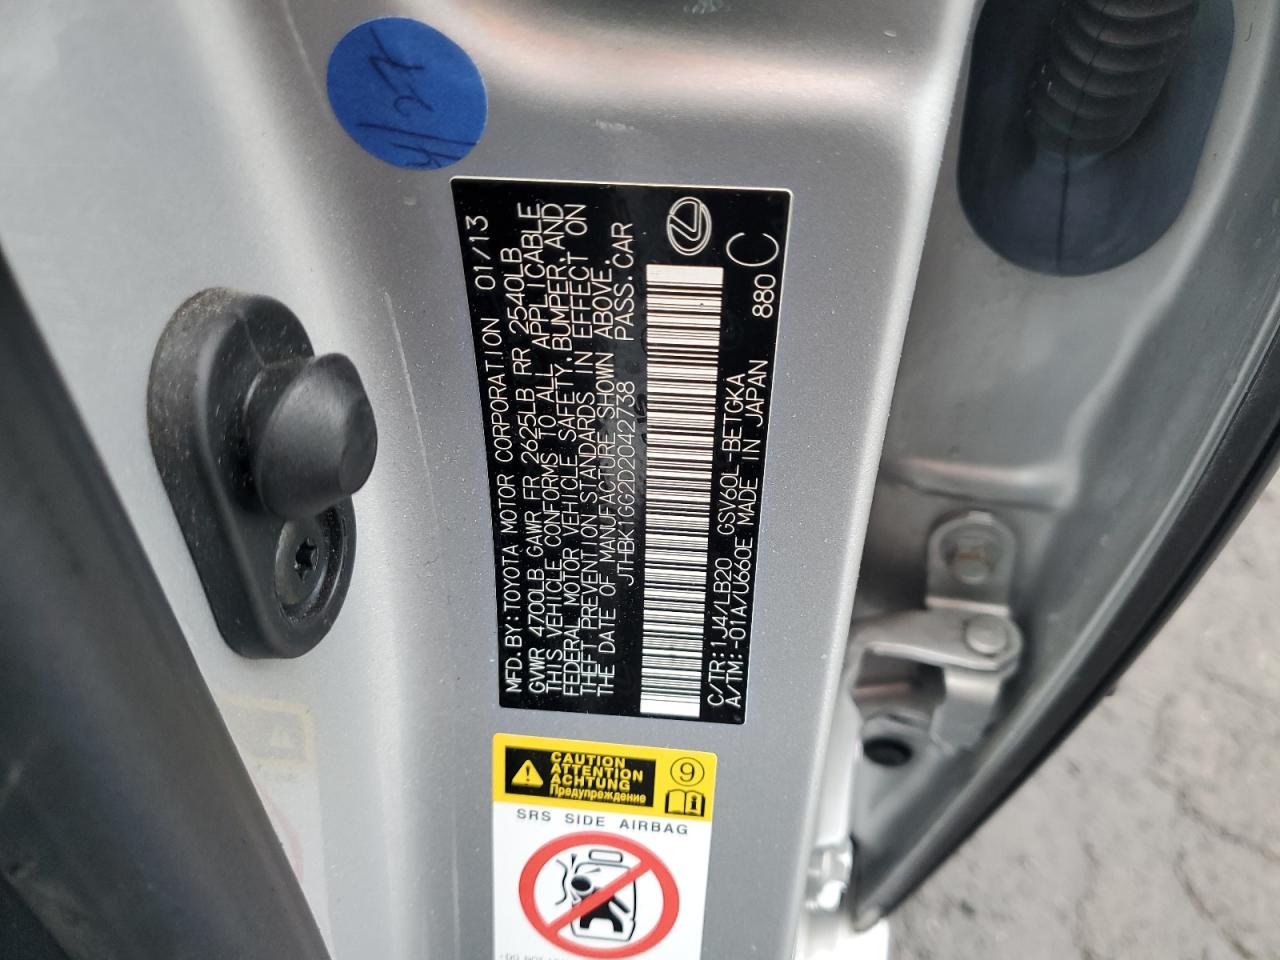 4/27
MFD.BY:TOYOTA MOTOR CORPORATION 01/13
GVWR 4700LB GAWR FR 2625LB RR 2540LB
THIS VEHICLE CONFORMS TO ALL APPLICABLE
FEDERAL MOTOR VEHICLE SAFETY,BUMPER,AND
THEFT PREVENTION STANDARDS IN EFFECT ON
THE DATE OF MANUFACTURE SHOWN ABOVE.
JTHBK1GG2D2042738 PASS.CAR
C/TR:1J4/LB20 GSV60L-BETGKA
A/TM:-01A/U660E MADE IN JAPAN
880 C
CAUTION
ATTENTION
ACHTUNG
Предупреждение
9
SRS SIDE AIRBAG